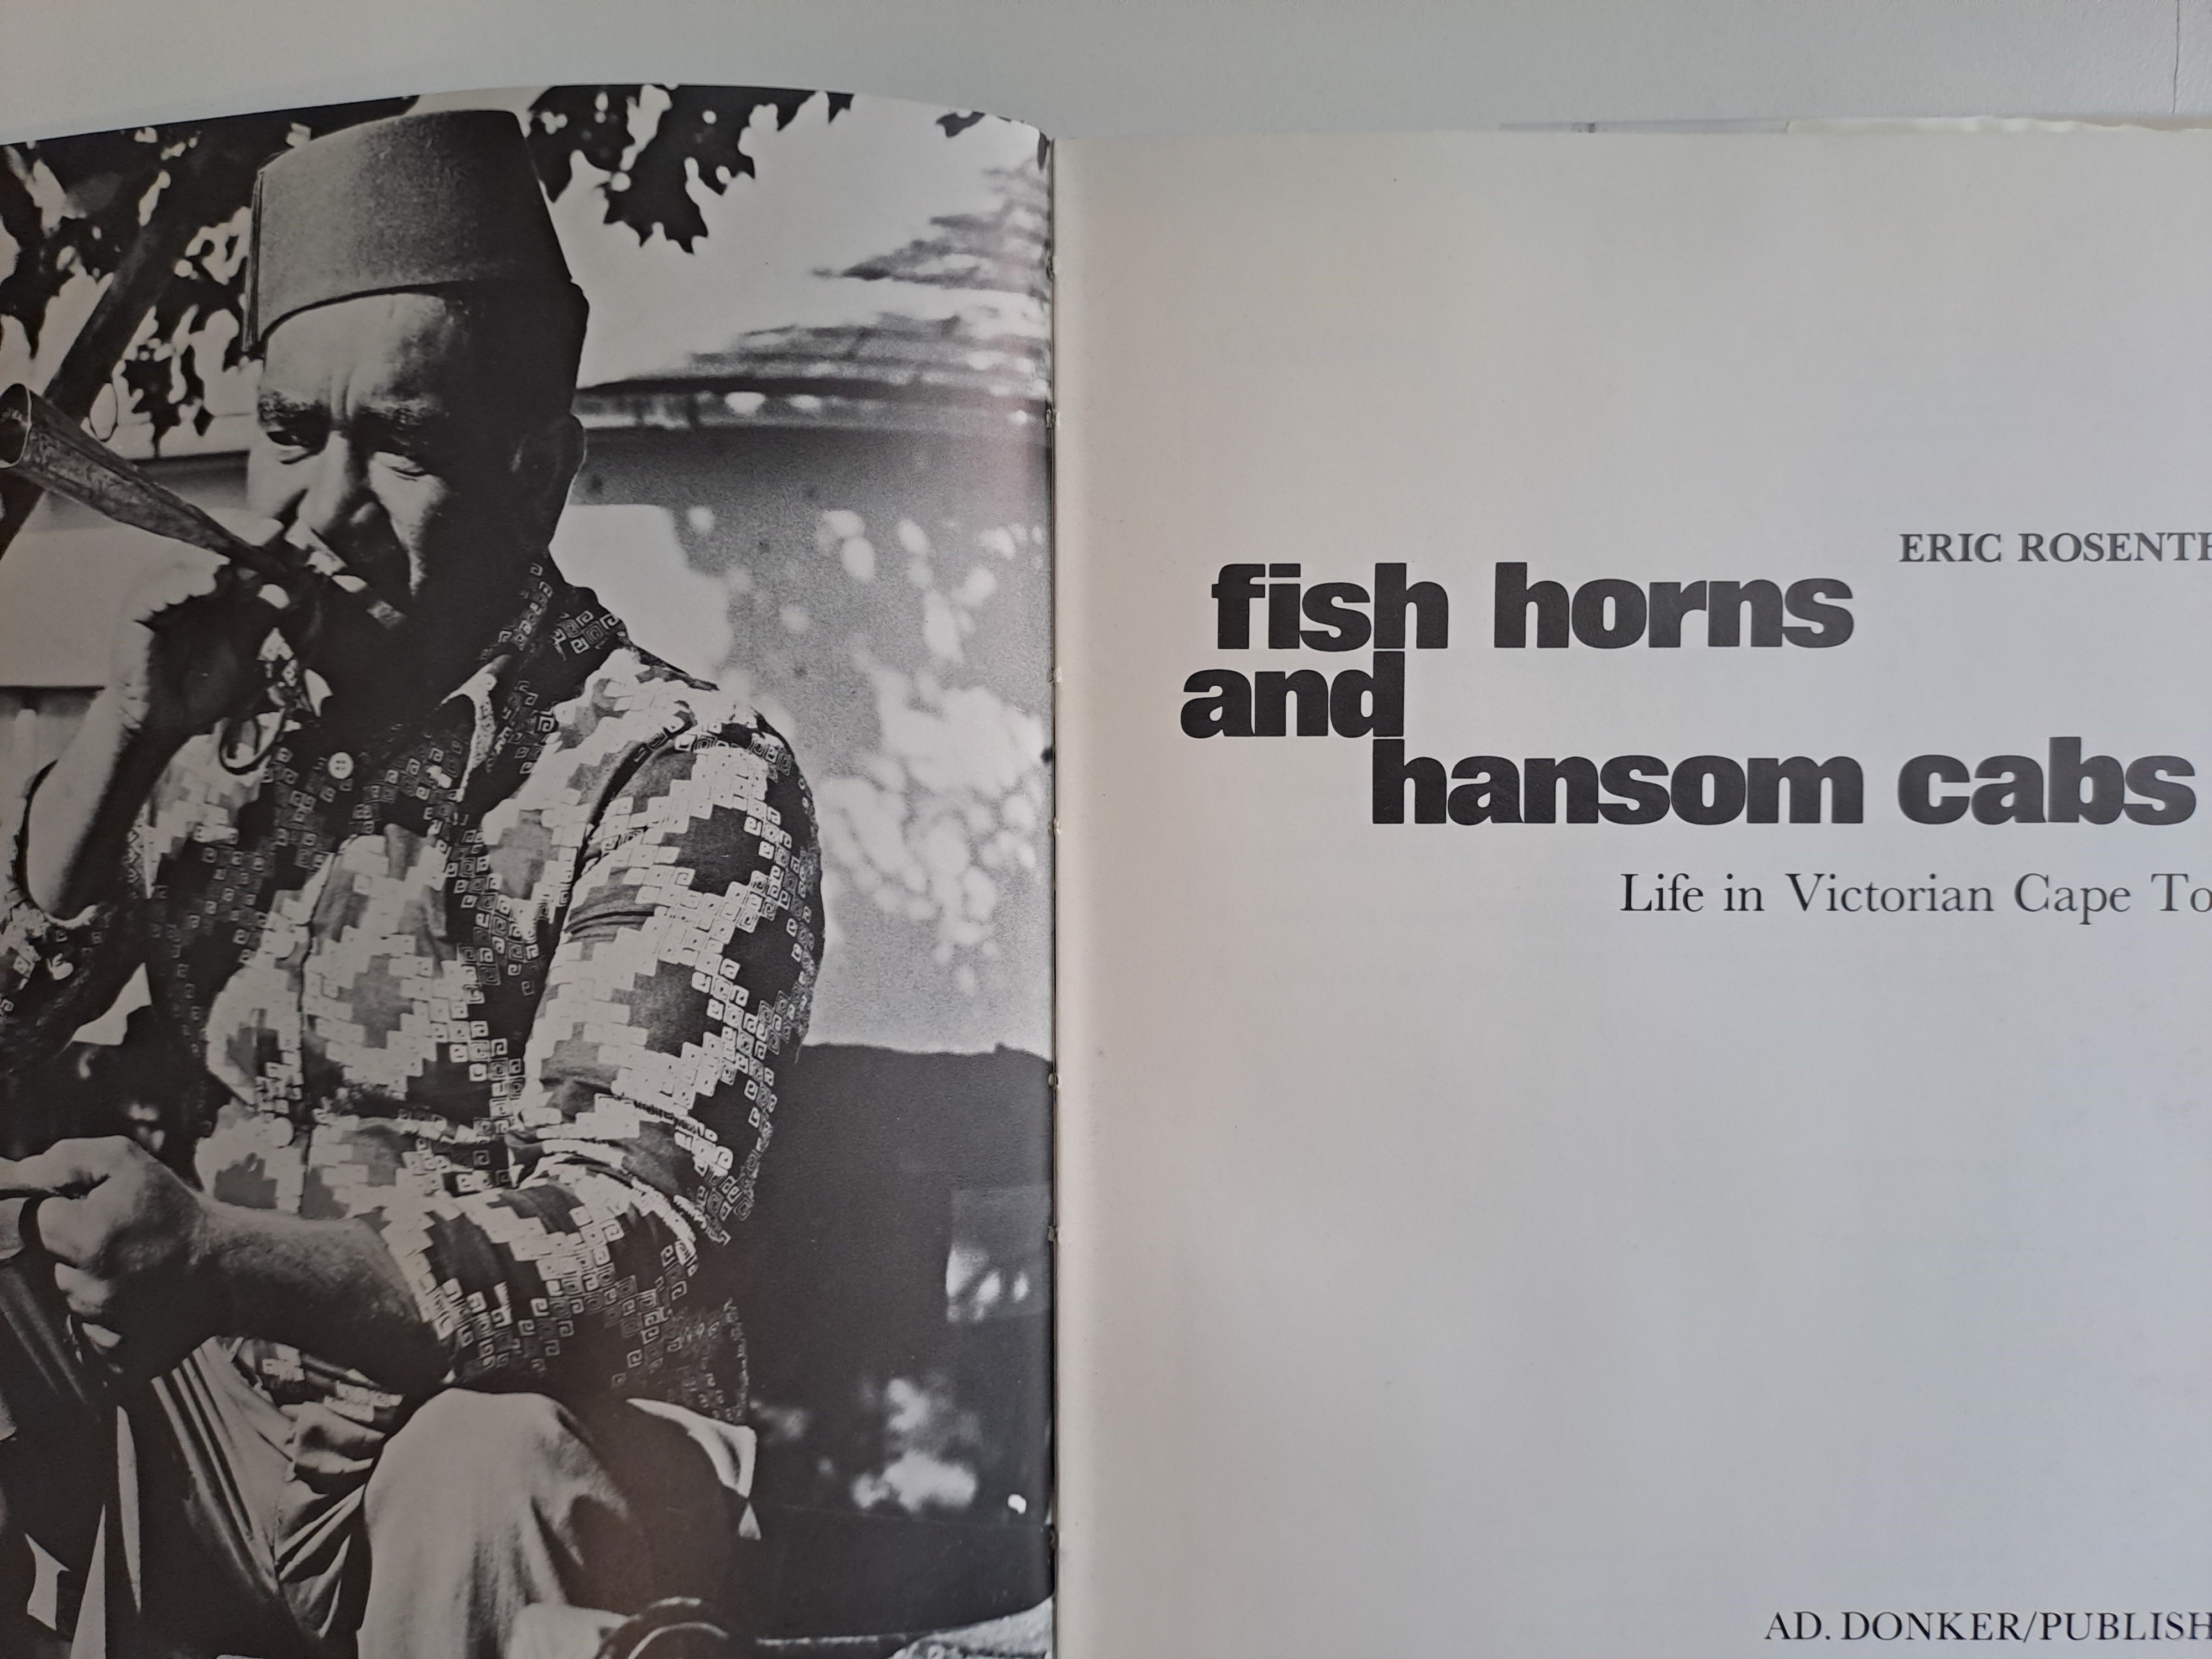 ERIC ROSENTH
fish horns
and
hansom cabs
Life in Victorian Cape To
AD. DONKER/PUBLISH